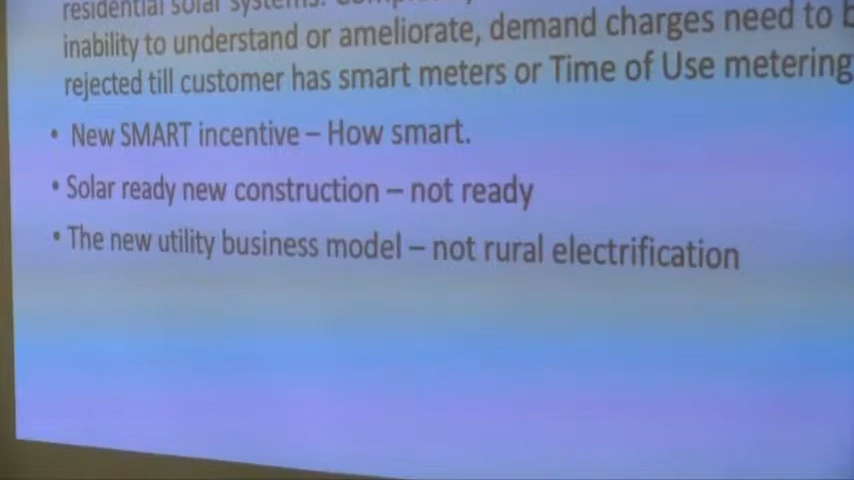 residential solar systems.
inability to understand or ameliorate, demand charges need to
rejected till customer has smart meters or Time of Use metering
• New SMART incentive – How smart.
• Solar ready new construction – not ready
• The new utility business model – not rural electrification